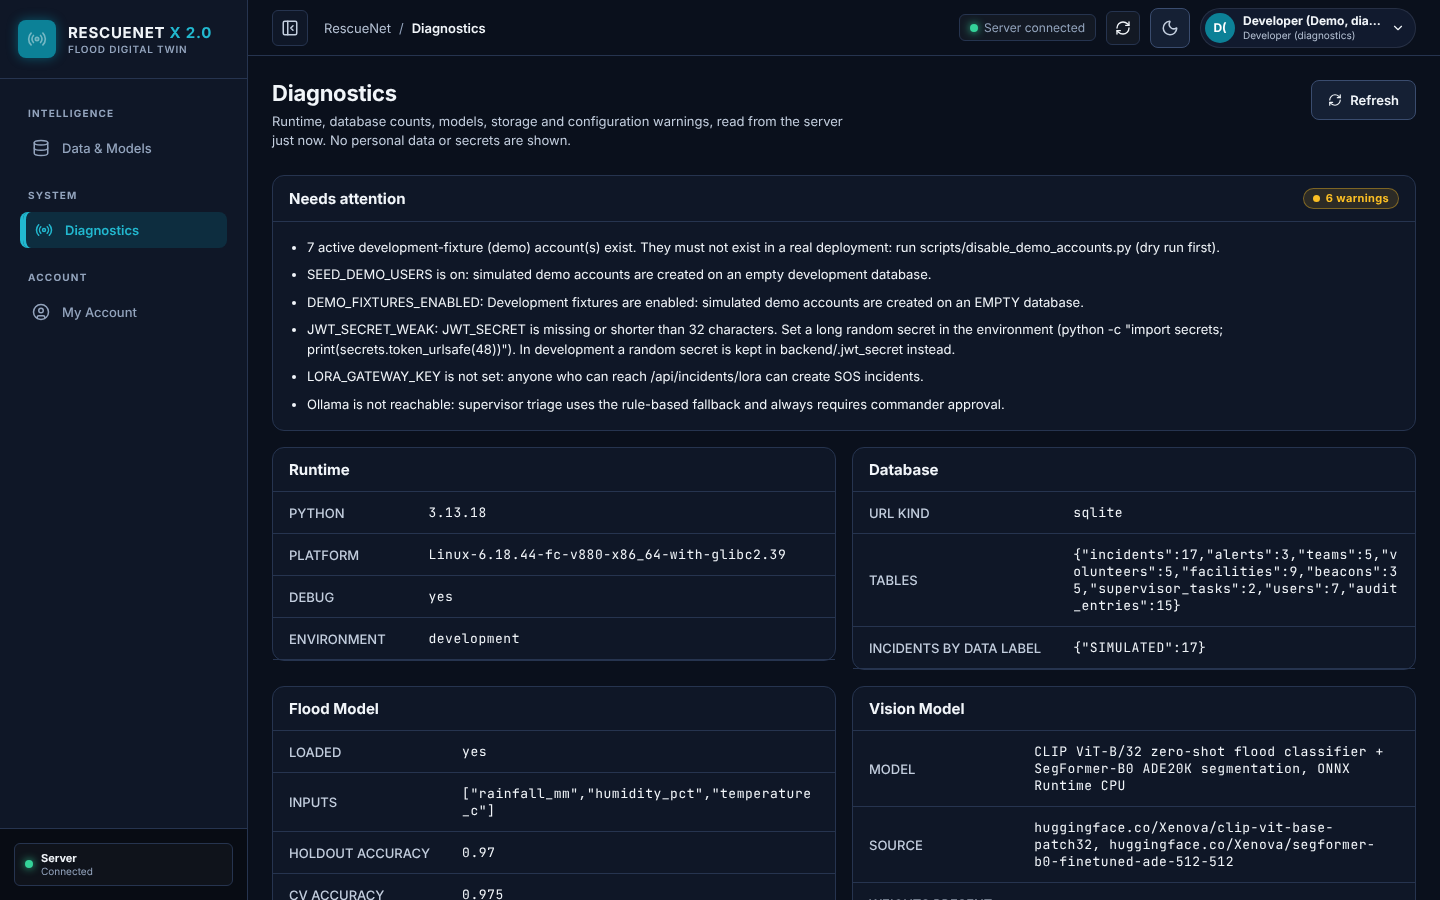 RESCUENET X 2.0
FLOOD DIGITAL TWIN
INTELLIGENCE
Data & Models
SYSTEM
Diagnostics
ACCOUNT
My Account
Server
Connected
RescueNet / Diagnostics
Server connected
D(
Developer (Demo, dia...
Developer (diagnostics)
Diagnostics
Runtime, database counts, models, storage and configuration warnings, read from the server
just now. No personal data or secrets are shown.
Refresh
Needs attention
6 warnings
• 7 active development-fixture (demo) account(s) exist. They must not exist in a real deployment: run scripts/disable_demo_accounts.py (dry run first).
• SEED_DEMO_USERS is on: simulated demo accounts are created on an empty development database.
• DEMO_FIXTURES_ENABLED: Development fixtures are enabled: simulated demo accounts are created on an EMPTY database.
• JWT_SECRET_WEAK: JWT_SECRET is missing or shorter than 32 characters. Set a long random secret in the environment (python -c "import secrets;
print(secrets.token_urlsafe(48))"). In development a random secret is kept in backend/.jwt_secret instead.
• LORA_GATEWAY_KEY is not set: anyone who can reach /api/incidents/lora can create SOS incidents.
• Ollama is not reachable: supervisor triage uses the rule-based fallback and always requires commander approval.
Runtime
PYTHON 3.13.18
PLATFORM Linux-6.18.44-fc-v880-x86_64-with-glibc2.39
DEBUG yes
ENVIRONMENT development
Database
URL KIND sqlite
TABLES {"incidents":17,"alerts":3,"teams":5,"v
olunteers":5,"facilities":9,"beacons":3
5,"supervisor_tasks":2,"users":7,"audit
_entries":15}
INCIDENTS BY DATA LABEL {"SIMULATED":17}
Flood Model
LOADED yes
INPUTS ["rainfall_mm","humidity_pct","temperature
_c"]
HOLDOUT ACCURACY 0.97
CV ACCURACY 0.975
Vision Model
MODEL CLIP ViT-B/32 zero-shot flood classifier +
SegFormer-B0 ADE20K segmentation, ONNX
Runtime CPU
SOURCE huggingface.co/Xenova/clip-vit-base-
patch32, huggingface.co/Xenova/segformer-
b0-finetuned-ade-512-512